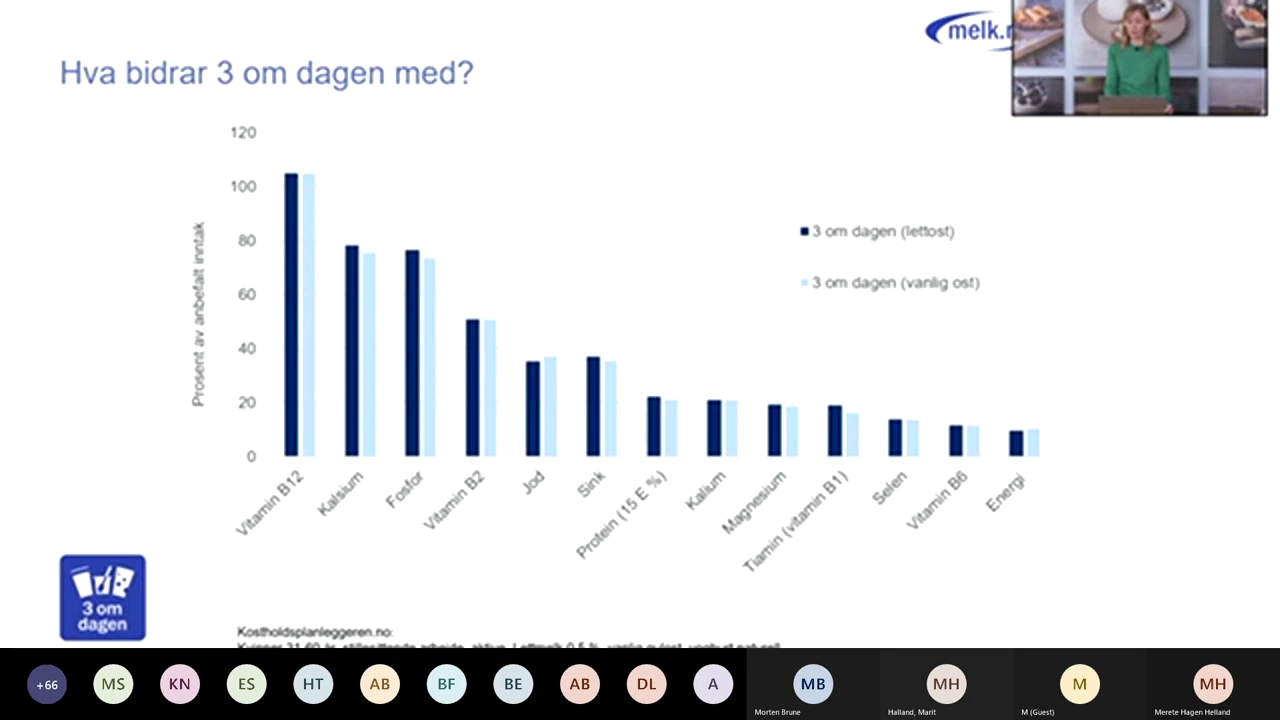 melk.
Hva bidrar 3 om dagen med?
120
100
80
60
40
20
0
Prosent av anbefalt inntak
3 om dagen (lettost)
3 om dagen (vanlig ost)
Vitamin B12
Kalsium
Fosfor
Vitamin B2
Jod
Sink
Protein (15 E %)
Kalium
Magnesium
Tiamin (vitamin B1)
Selen
Vitamin B6
Energi
3 om
dagen
Kostholdsplanleggeren.no:
+66
MS
KN
ES
HT
AB
BF
BE
AB
DL
A
MB
MH
M
MH
Morten Brune
Halland, Marit
M (Guest)
Merete Hagen Helland